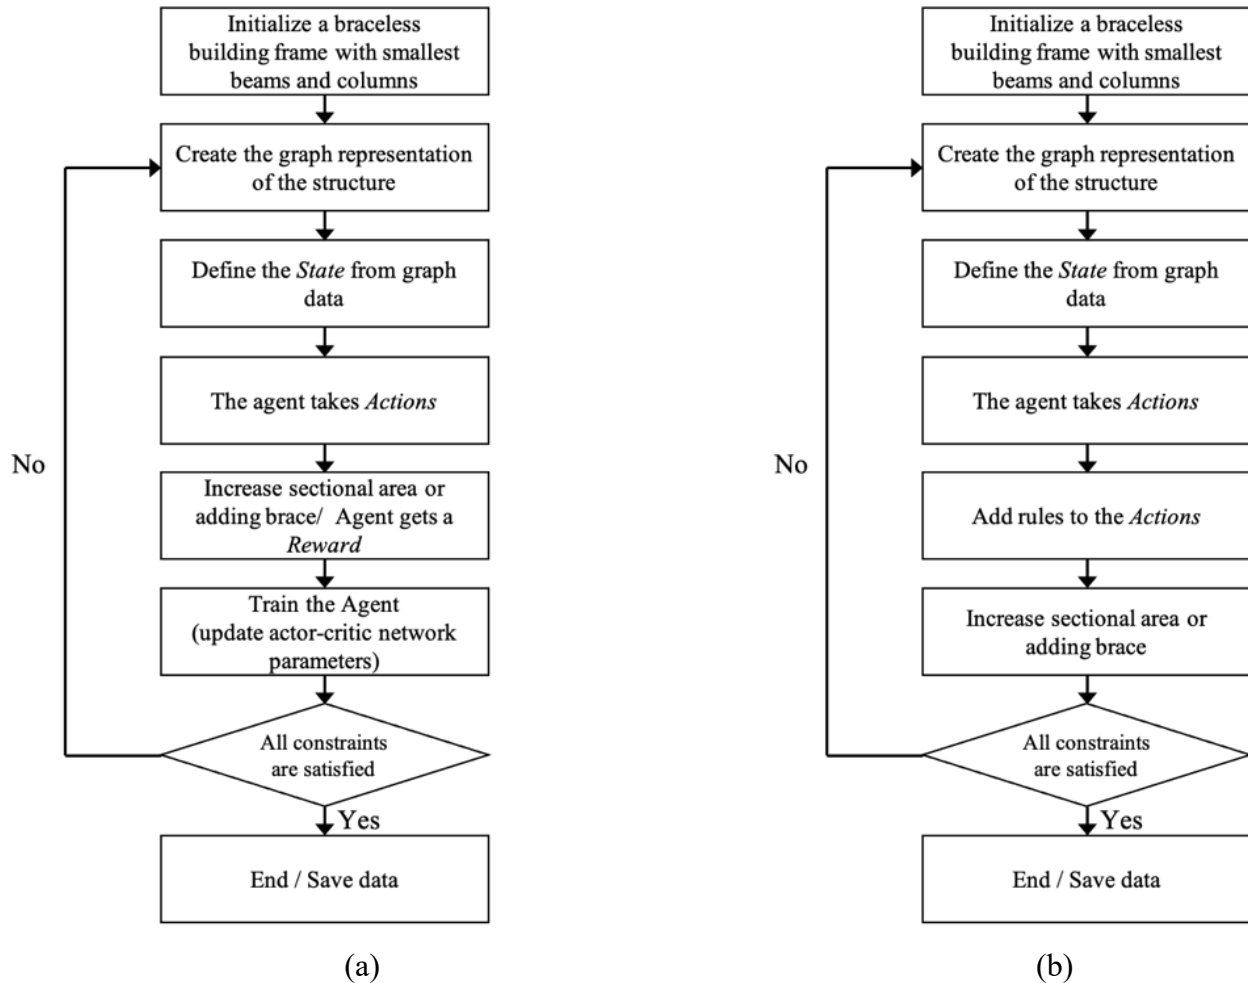 Initialize a braceless
building frame with smallest
beams and columns
Create the graph representation
of the structure
Define the State from graph
data
The agent takes Actions
No
Increase sectional area or
adding brace/ Agent gets a
Reward
Train the Agent
(update actor-critic network
parameters)
All constraints
are satisfied
Yes
End / Save data
(a)
Initialize a braceless
building frame with smallest
beams and columns
Create the graph representation
of the structure
Define the State from graph
data
The agent takes Actions
No
Add rules to the Actions
Increase sectional area or
adding brace
All constraints
are satisfied
Yes
End / Save data
(b)